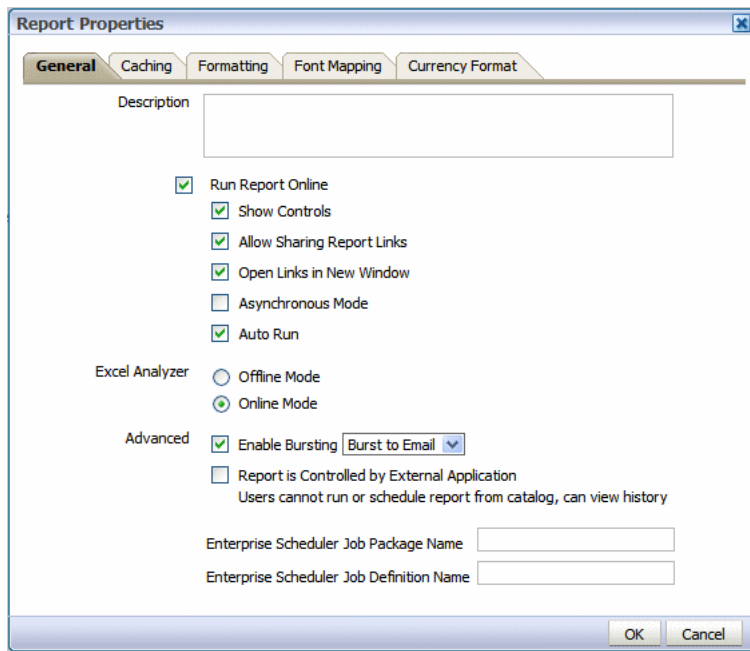 Report Properties
General Caching Formatting Font Mapping Currency Format
Description
Run Report Online
Show Controls
Allow Sharing Report Links
Open Links in New Window
Asynchronous Mode
Auto Run
Excel Analyzer Offline Mode
Online Mode
Advanced Enable Bursting Burst to Email
Report is Controlled by External Application
Users cannot run or schedule report from catalog, can view history
Enterprise Scheduler Job Package Name
Enterprise Scheduler Job Definition Name
OK Cancel